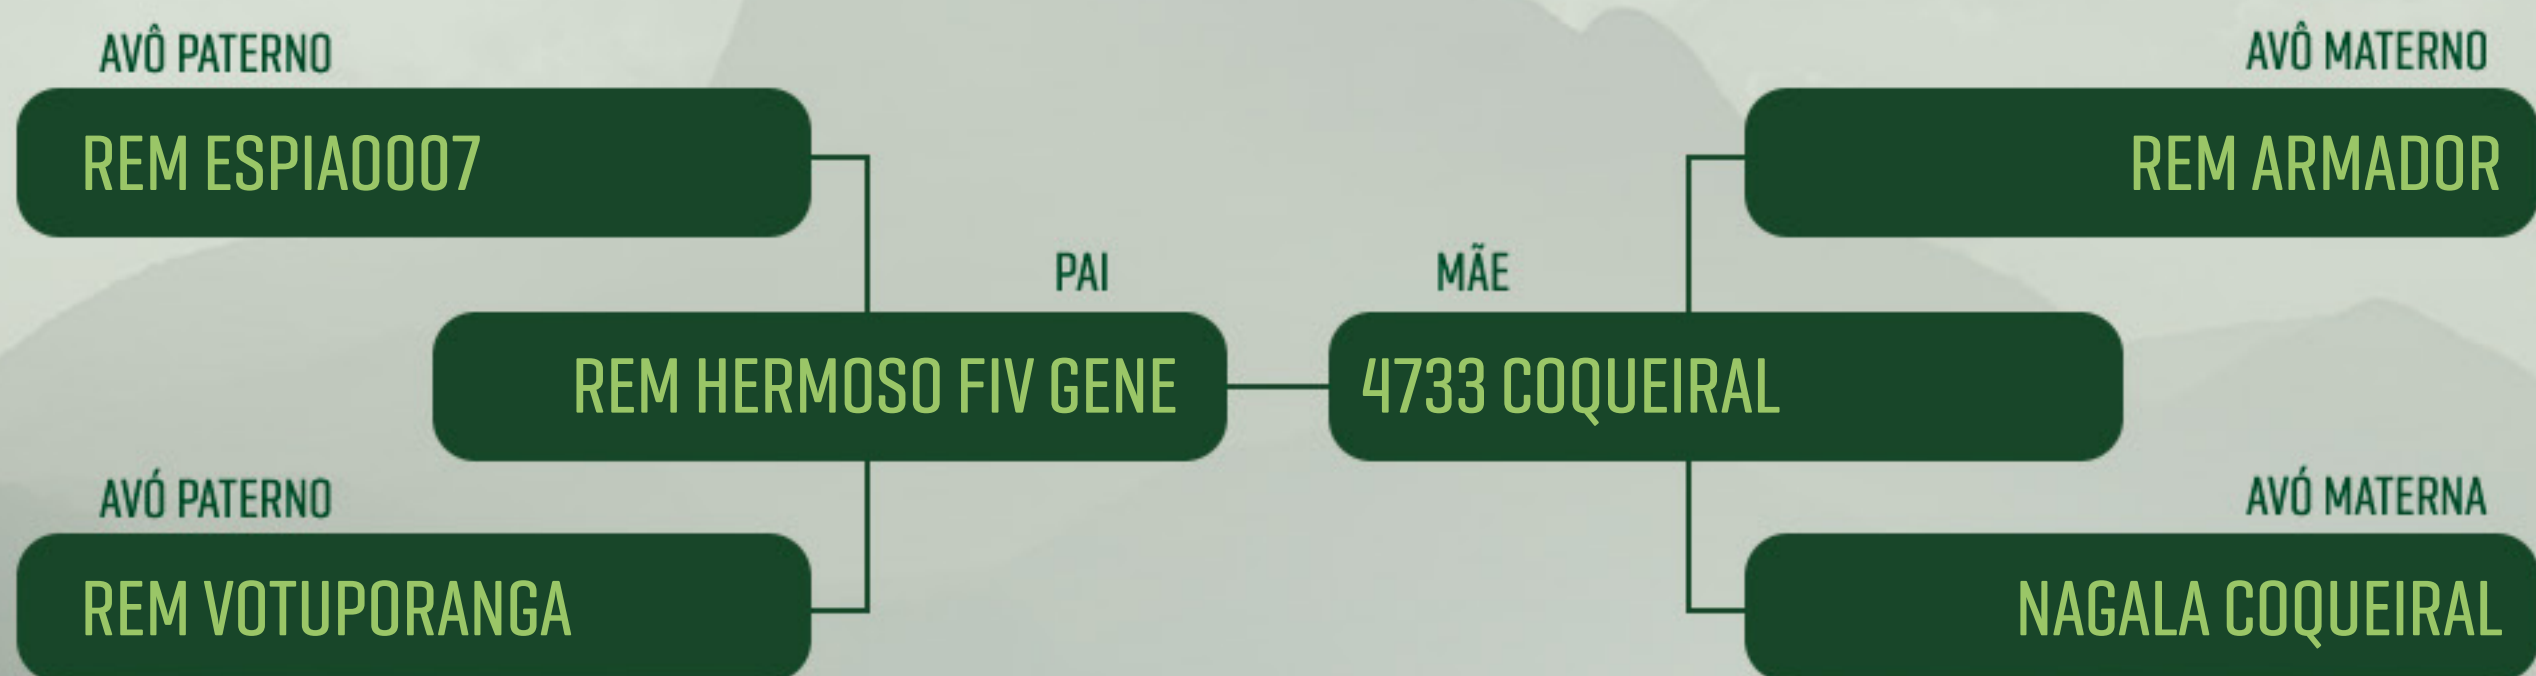 AVÔ PATERNO
AVÔ MATERNO
REM ESPIA0007
REM ARMADOR
PAI
MÃE
REM HERMOSO FIV GENE
4733 COQUEIRAL
AVÓ PATERNO
AVÓ MATERNA
REM VOTUPORANGA
NAGALA COQUEIRAL